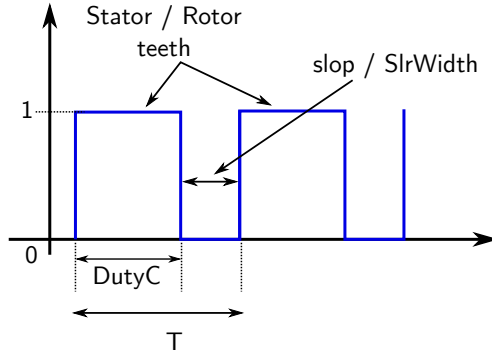 Stator / Rotor
teeth
slop / SlrWidth
1
0
DutyC
T